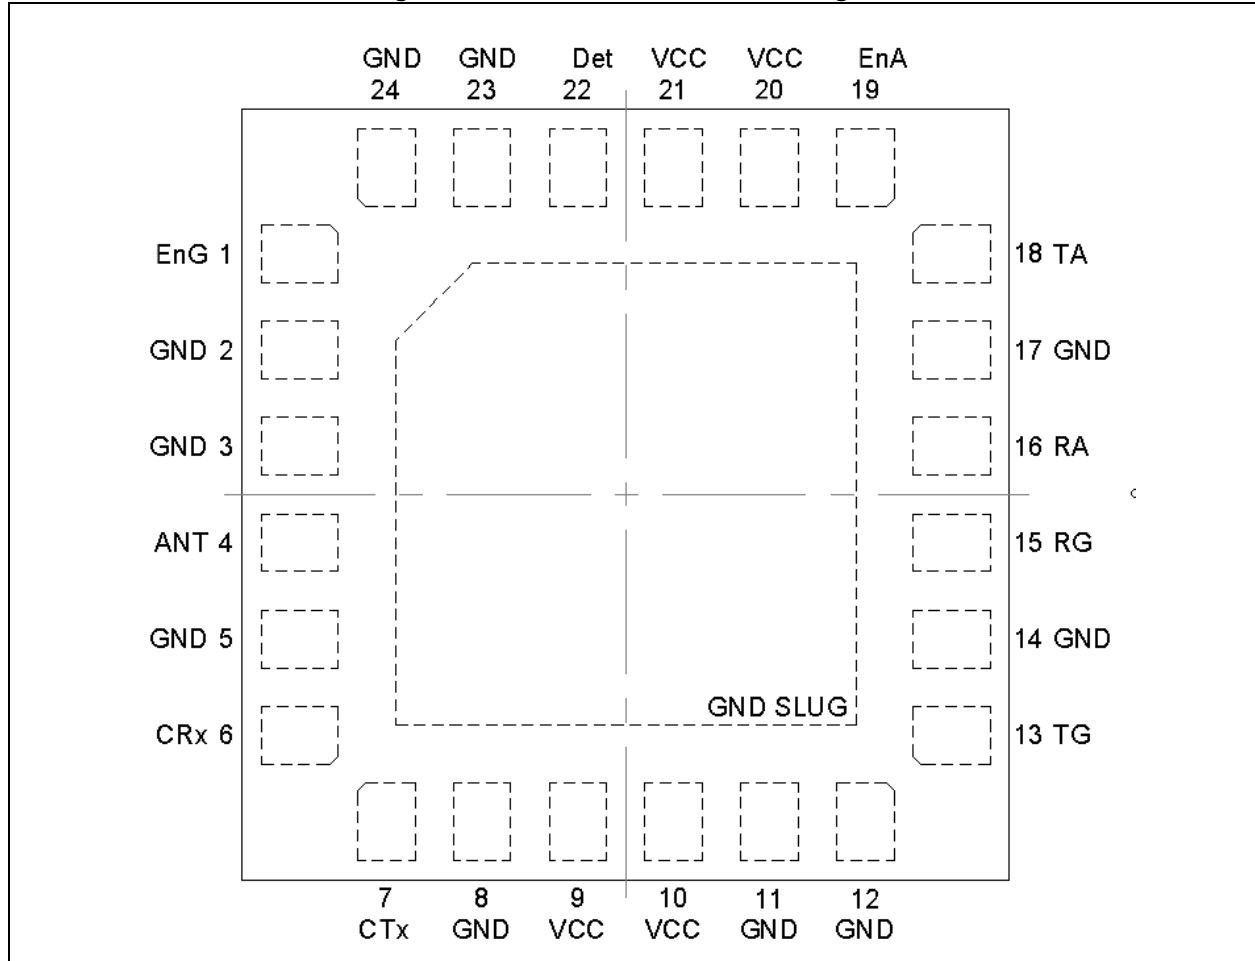 GND GND Det VCC VCC EnA
24 23 22 21 20 19
EnG 1 18 TA
GND 2 17 GND
GND 3 16 RA
ANT 4 15 RG
GND 5 14 GND
GND SLUG
CRx 6 13 TG
7 8 9 10 11 12
CTx GND VCC VCC GND GND